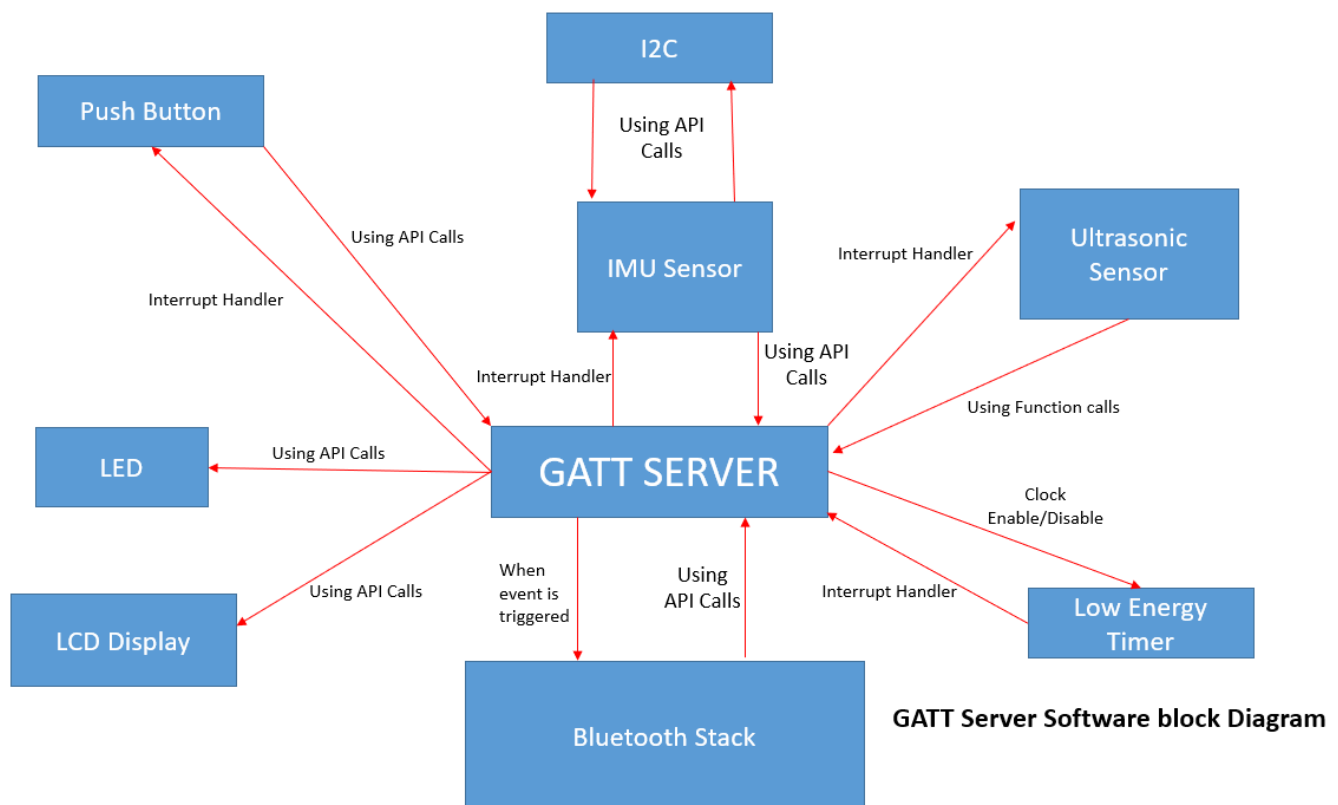 I2C
Push Button
Using API
Calls
Using API Calls
Ultrasonic
Sensor
IMU Sensor
Interrupt Handler
Interrupt Handler
Using API
Calls
Interrupt Handler
Using Function calls
LED
Using API Calls
GATT SERVER
Clock
Enable/Disable
When
event is
triggered
Using
API Calls
Using API Calls
Interrupt Handler
LCD Display
Low Energy
Timer
Bluetooth Stack
GATT Server Software block Diagram